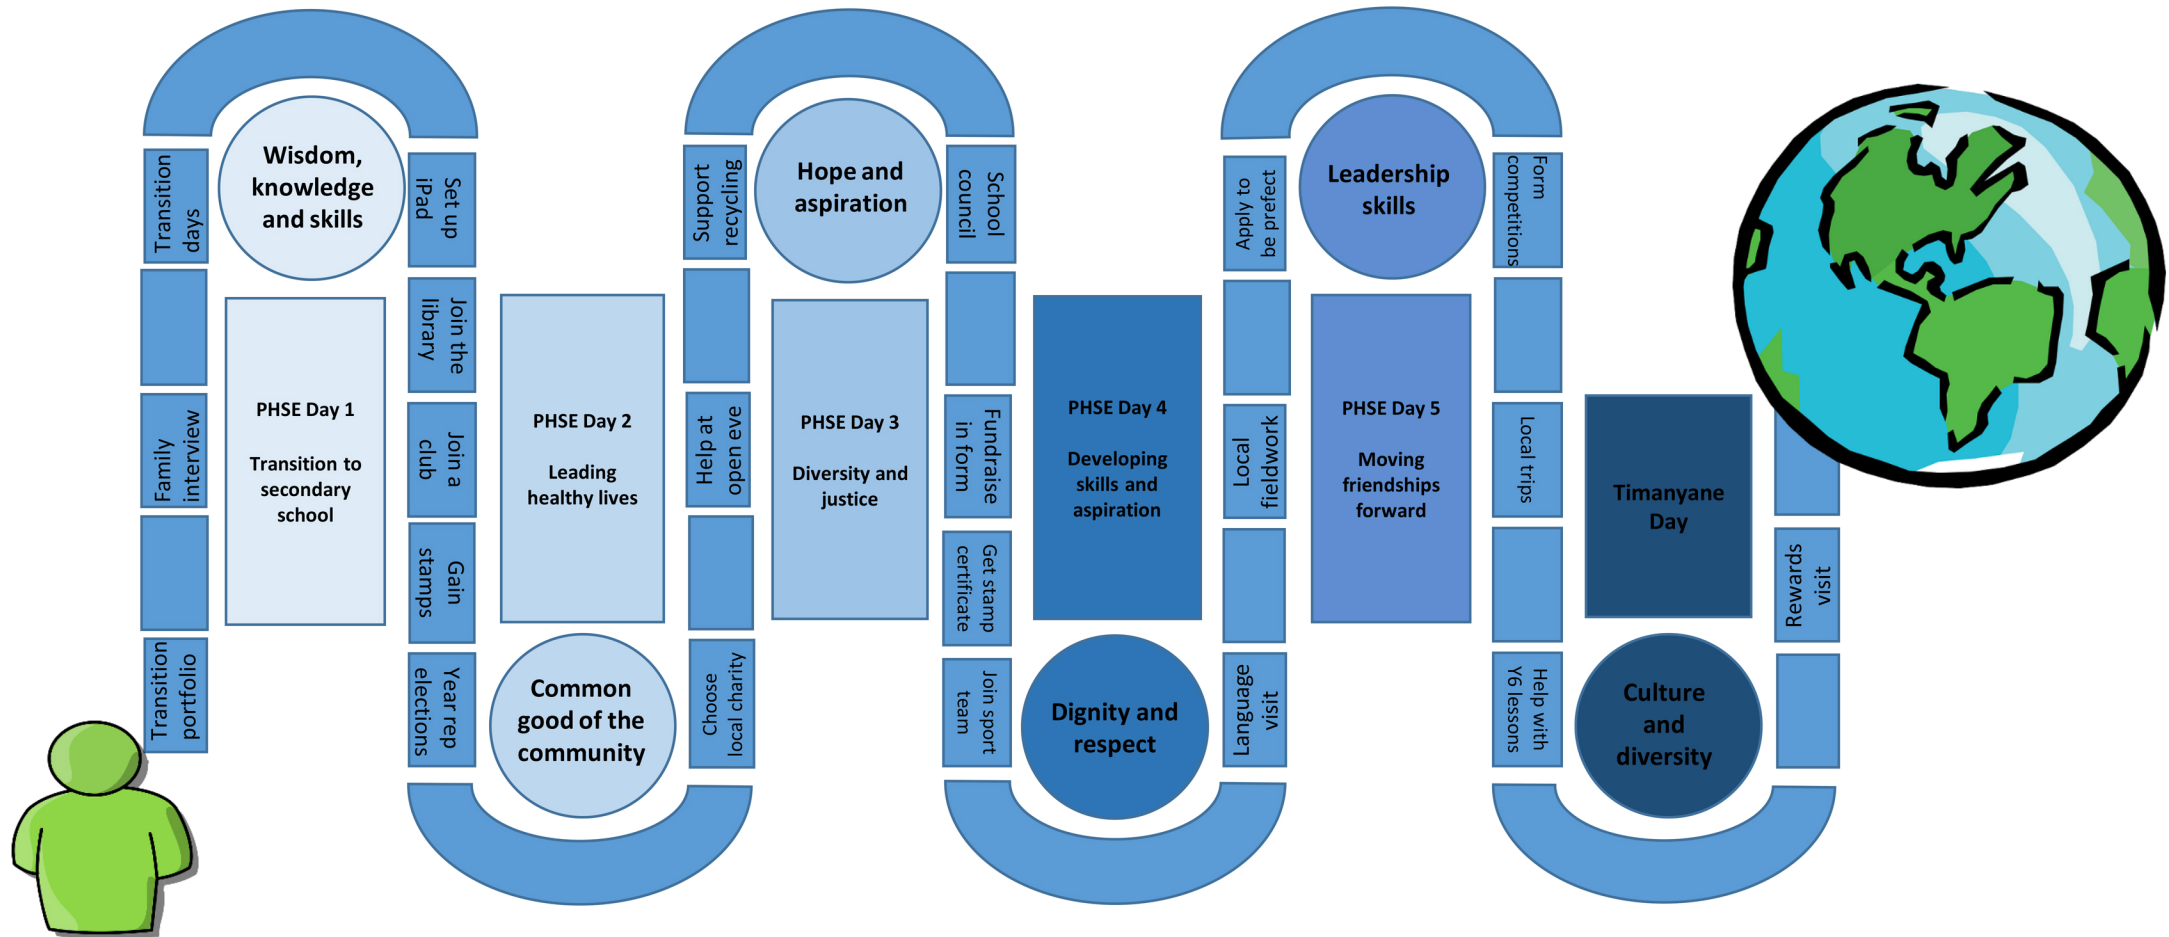 Transition
portfolio
Family
interview
Transition
days
Wisdom,
knowledge
and skills
PHSE Day 1
Transition to
secondary
school
Set up
iPad
Join the
library
Join a
club
Gain
stamps
Year rep
elections
PHSE Day 2
Leading
healthy lives
Common
good of the
community
Choose
local charity
Help at
open eve
Support
recycling
Hope and
aspiration
PHSE Day 3
Diversity and
justice
School
council
Fundraise
in form
Get stamp
certificate
Join sport
team
PHSE Day 4
Developing
skills and
aspiration
Dignity and
respect
Language
visit
Local
fieldwork
Apply to
be prefect
Leadership
skills
PHSE Day 5
Moving
friendships
forward
Form
competitions
Local trips
Help with
Y6 lessons
Timanyane
Day
Culture
and
diversity
Rewards
visit